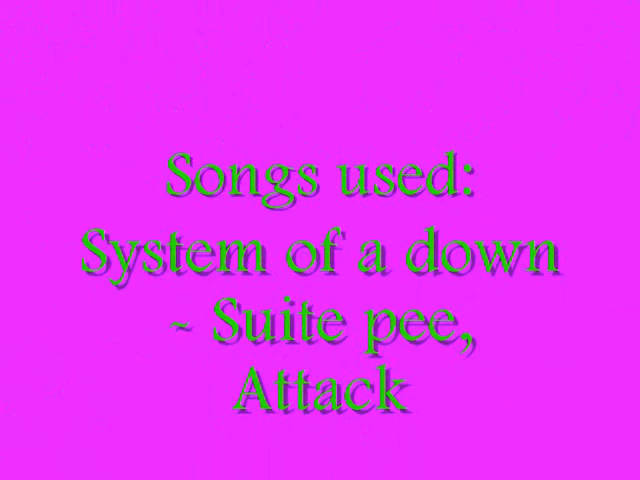 Songs used:
System of a down
~ Suite pee,
Attack